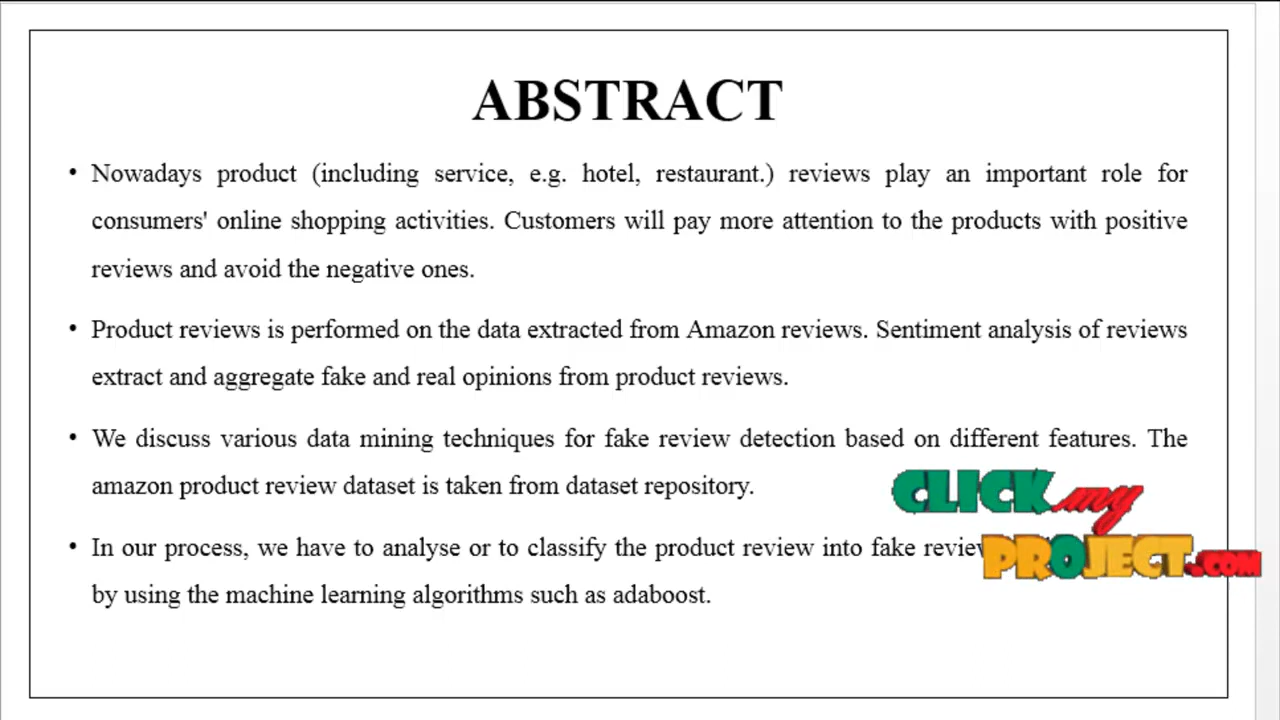 ABSTRACT
• Nowadays product (including service, e.g. hotel, restaurant.) reviews play an important role for
consumers' online shopping activities. Customers will pay more attention to the products with positive
reviews and avoid the negative ones.
• Product reviews is performed on the data extracted from Amazon reviews. Sentiment analysis of reviews
extract and aggregate fake and real opinions from product reviews.
• We discuss various data mining techniques for fake review detection based on different features. The
amazon product review dataset is taken from dataset repository.
CLICK my
PROJECT.COM
• In our process, we have to analyse or to classify the product review into fake
by using the machine learning algorithms such as adaboost.